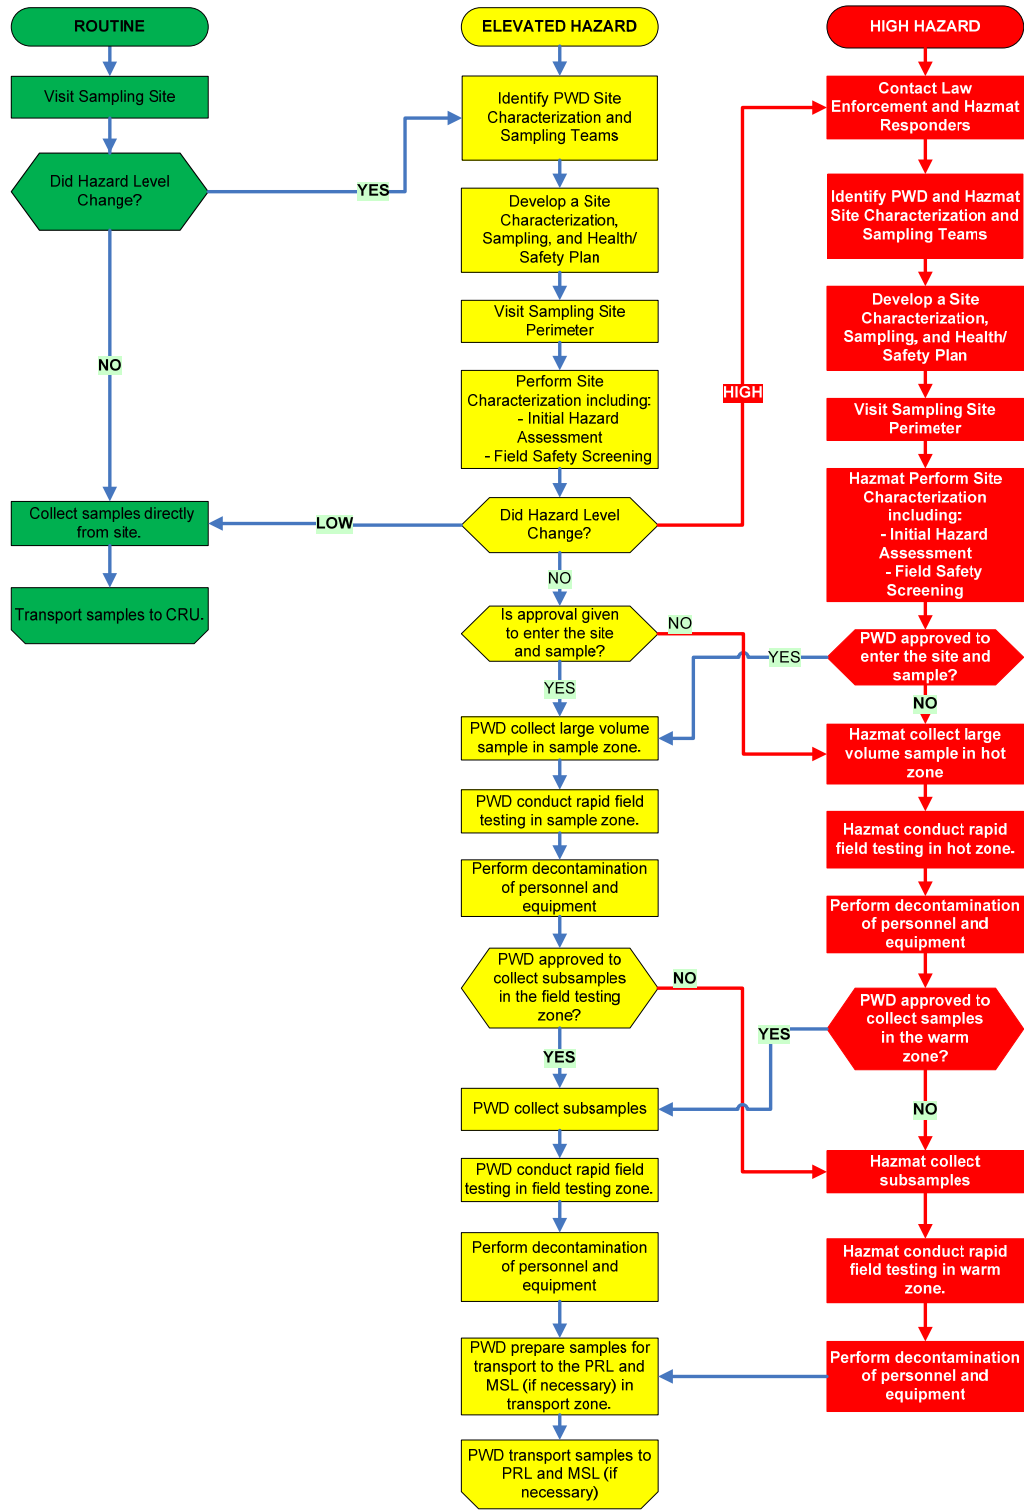 ROUTINE
Visit Sampling Site
Did Hazard Level
Change?
YES
NO
Collect samples directly
from site.
Transport samples to CRU.
ELEVATED HAZARD
Identify PWD Site
Characterization and
Sampling Teams
Develop a Site
Characterization,
Sampling, and Health/
Safety Plan
Visit Sampling Site
Perimeter
Perform Site
Characterization including:
- Initial Hazard
Assessment
- Field Safety Screening
Did Hazard Level
Change?
LOW
HIGH
NO
Is approval given
to enter the site
and sample?
NO
YES
PWD collect large volume
sample in sample zone.
PWD conduct rapid field
testing in sample zone.
Perform decontamination
of personnel and
equipment
PWD approved to
collect subsamples
in the field testing
zone?
NO
YES
PWD collect subsamples
PWD conduct rapid field
testing in field testing zone.
Perform decontamination
of personnel and
equipment
PWD prepare samples for
transport to the PRL and
MSL (if necessary) in
transport zone.
PWD transport samples to
PRL and MSL (if
necessary)
HIGH HAZARD
Contact Law
Enforcement and Hazmat
Responders
Identify PWD and Hazmat
Site Characterization and
Sampling Teams
Develop a Site
Characterization,
Sampling, and Health/
Safety Plan
Visit Sampling Site
Perimeter
Hazmat Perform Site
Characterization
including:
- Initial Hazard
Assessment
- Field Safety
Screening
PWD approved to
enter the site and
sample?
YES
NO
Hazmat collect large
volume sample in hot
zone
Hazmat conduct rapid
field testing in hot zone.
Perform decontamination
of personnel and
equipment
PWD approved to
collect samples
in the warm
zone?
YES
NO
Hazmat collect
subsamples
Hazmat conduct rapid
field testing in warm
zone.
Perform decontamination
of personnel and
equipment